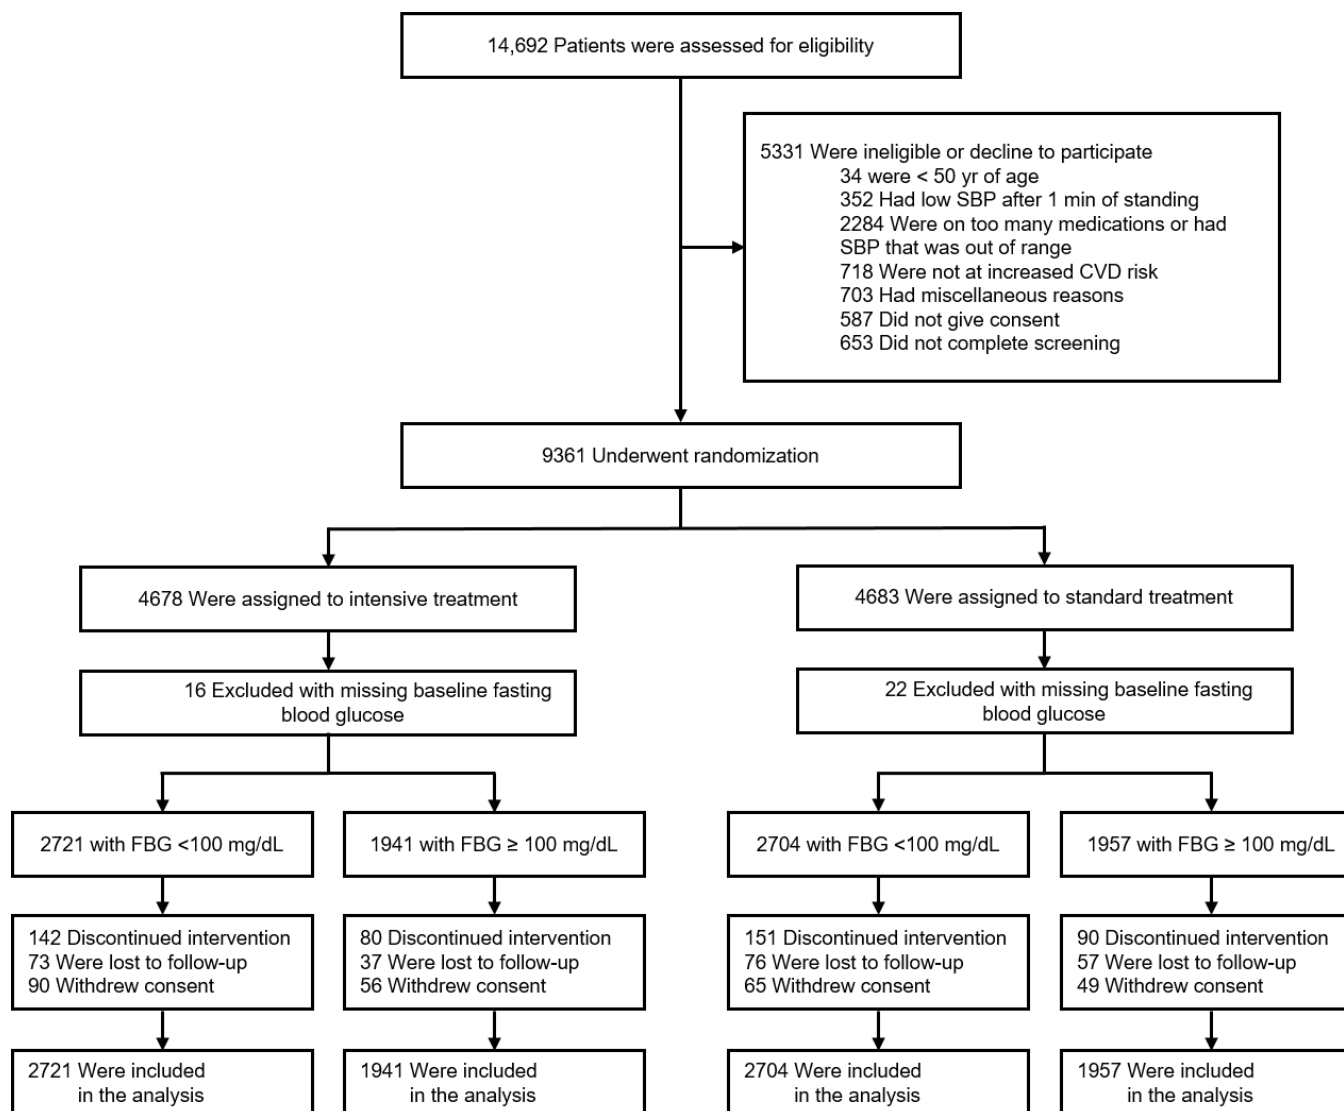 14,692 Patients were assessed for eligibility
5331 Were ineligible or decline to participate
34 were < 50 yr of age
352 Had low SBP after 1 min of standing
2284 Were on too many medications or had
SBP that was out of range
718 Were not at increased CVD risk
703 Had miscellaneous reasons
587 Did not give consent
653 Did not complete screening
9361 Underwent randomization
4678 Were assigned to intensive treatment
4683 Were assigned to standard treatment
16 Excluded with missing baseline fasting
blood glucose
22 Excluded with missing baseline fasting
blood glucose
2721 with FBG <100 mg/dL
1941 with FBG ≥ 100 mg/dL
2704 with FBG <100 mg/dL
1957 with FBG ≥ 100 mg/dL
142 Discontinued intervention
73 Were lost to follow-up
90 Withdrew consent
80 Discontinued intervention
37 Were lost to follow-up
56 Withdrew consent
151 Discontinued intervention
76 Were lost to follow-up
65 Withdrew consent
90 Discontinued intervention
57 Were lost to follow-up
49 Withdrew consent
2721 Were included
in the analysis
1941 Were included
in the analysis
2704 Were included
in the analysis
1957 Were included
in the analysis